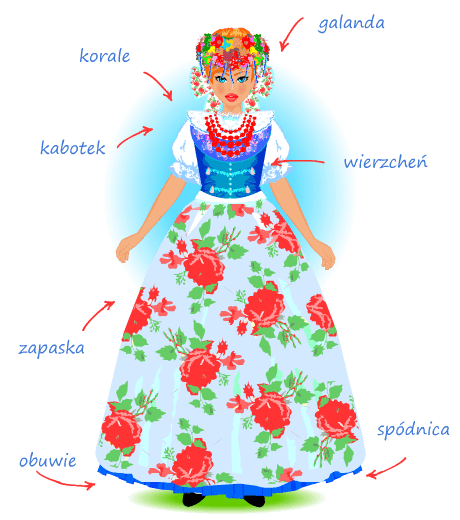 galanda
korale
kabotek
wierzcheń
zapaska
spódnica
obuwie